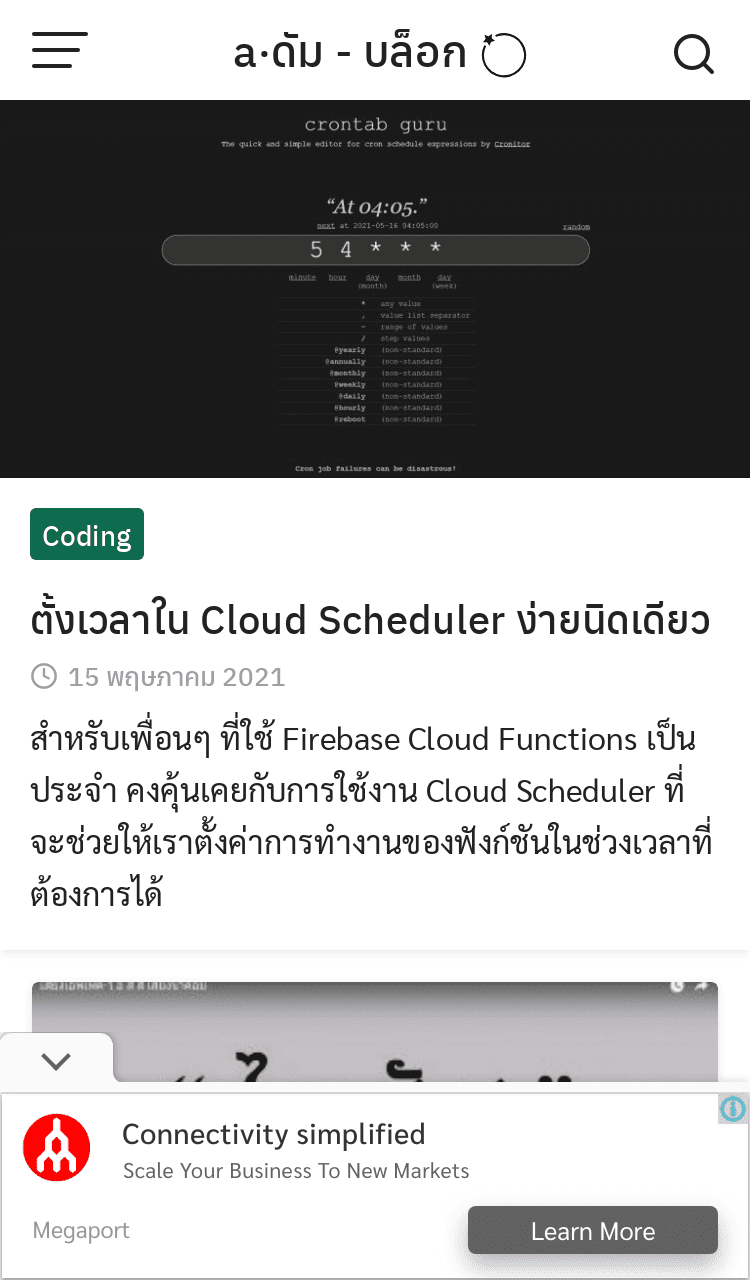 a·ดัม - บล็อก
crontab guru
The quick and simple editor for cron schedule expressions by Cronitor
“At 04:05.”
next at 2021-05-16 04:05:00
random
5 4 * * *
minute hour day (month) month day (week)
* any value
, value list separator
- range of values
/ step values
@yearly (non-standard)
@annually (non-standard)
@monthly (non-standard)
@weekly (non-standard)
@daily (non-standard)
@hourly (non-standard)
@reboot (non-standard)
Cron job failures can be disastrous!
Coding
ตั้งเวลาใน Cloud Scheduler ง่ายนิดเดียว
15 พฤษภาคม 2021
สำหรับเพื่อนๆ ที่ใช้ Firebase Cloud Functions เป็น
ประจำ คงคุ้นเคยกับการใช้งาน Cloud Scheduler ที่
จะช่วยให้เราตั้งค่าการทำงานของฟังก์ชันในช่วงเวลาที่
ต้องการได้
Connectivity simplified
Scale Your Business To New Markets
Megaport
Learn More